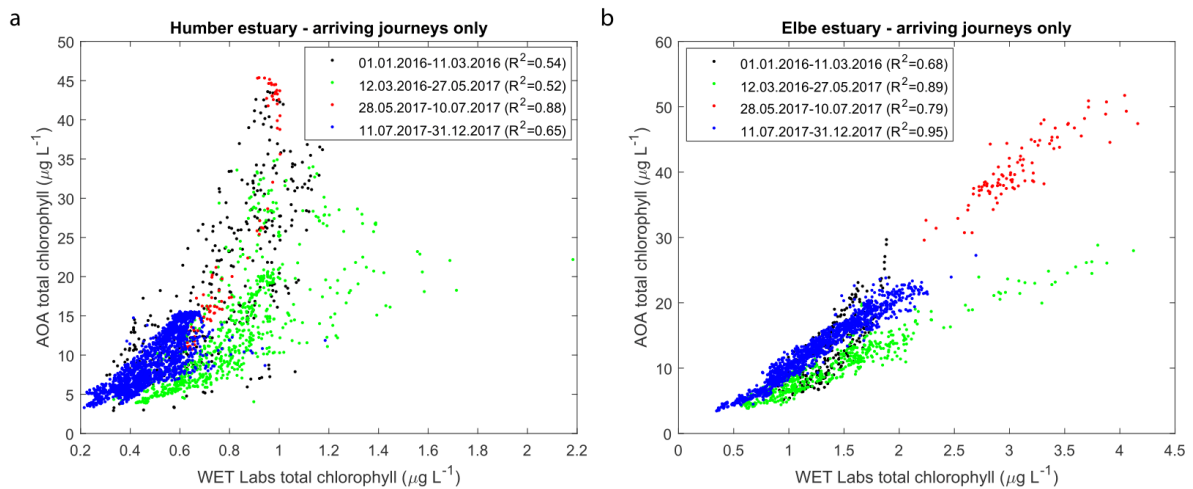 a
Humber estuary - arriving journeys only
50
45
40
35
30
25
20
15
10
5
0
AOA total chlorophyll (μg L⁻¹)
01.01.2016-11.03.2016 (R²=0.54)
12.03.2016-27.05.2017 (R²=0.52)
28.05.2017-10.07.2017 (R²=0.88)
11.07.2017-31.12.2017 (R²=0.65)
0.2 0.4 0.6 0.8 1 1.2 1.4 1.6 1.8 2 2.2
WET Labs total chlorophyll (μg L⁻¹)
b
Elbe estuary - arriving journeys only
60
50
40
30
20
10
0
AOA total chlorophyll (μg L⁻¹)
01.01.2016-11.03.2016 (R²=0.68)
12.03.2016-27.05.2017 (R²=0.89)
28.05.2017-10.07.2017 (R²=0.79)
11.07.2017-31.12.2017 (R²=0.95)
0 0.5 1 1.5 2 2.5 3 3.5 4 4.5
WET Labs total chlorophyll (μg L⁻¹)